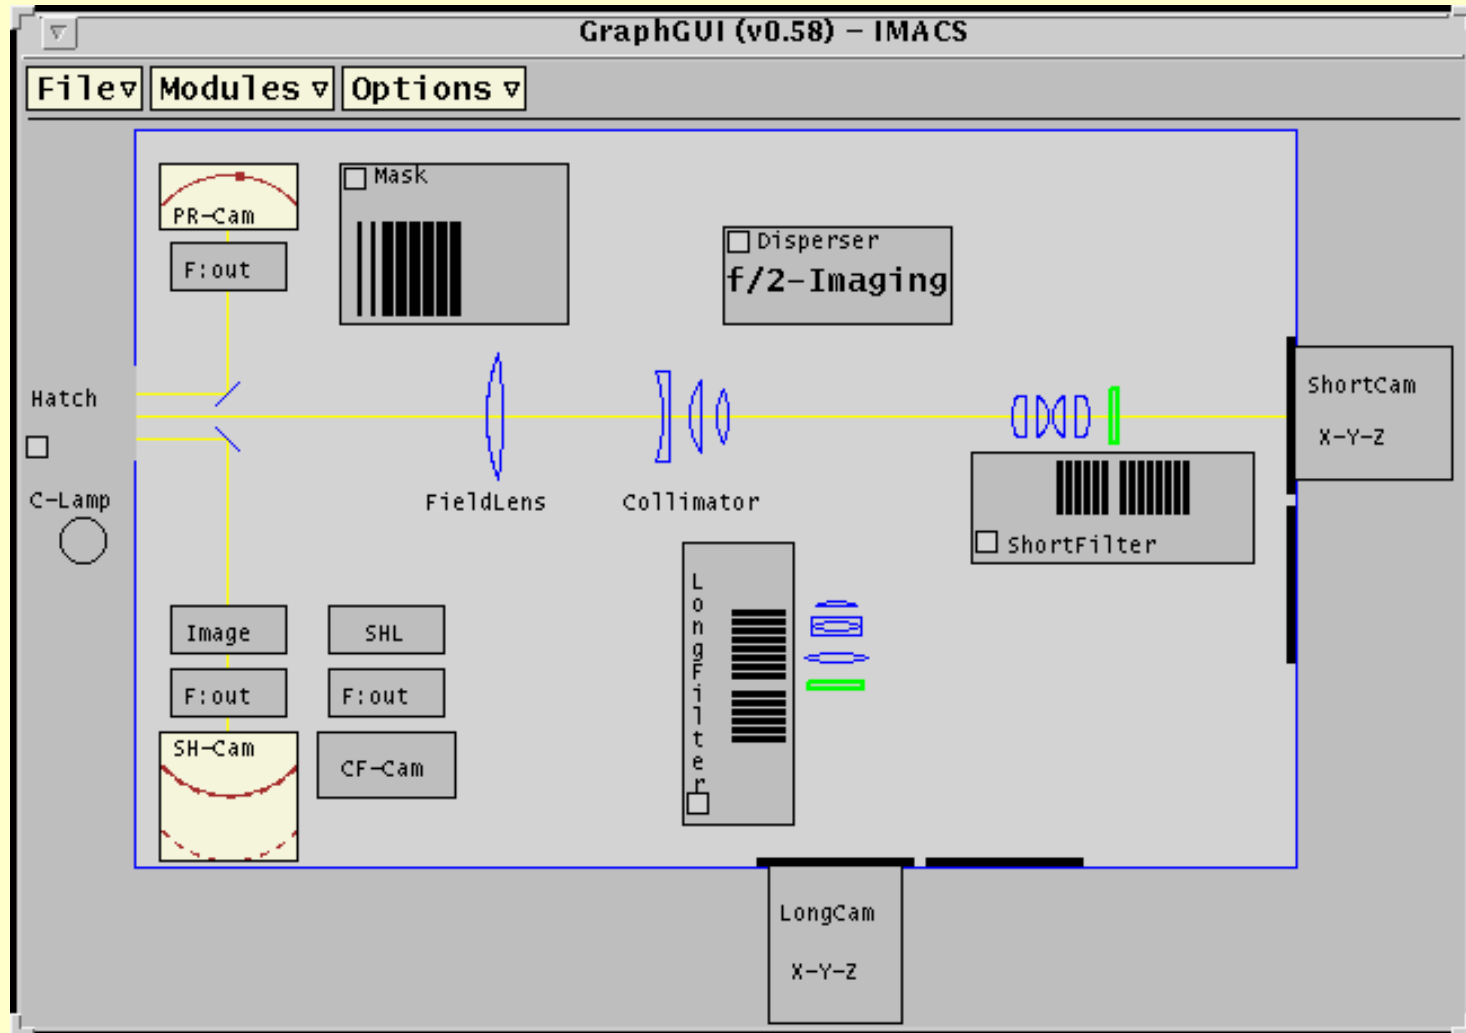 GraphGUI (v0.58) – IMACS
File Modules Options
PR-Cam
F:out
Mask
Disperser
f/2-Imaging
Hatch
C-Lamp
FieldLens
Collimator
ShortCam
X-Y-Z
ShortFilter
LongFilter
Image
SHL
F:out
F:out
SH-Cam
CF-Cam
LongCam
X-Y-Z